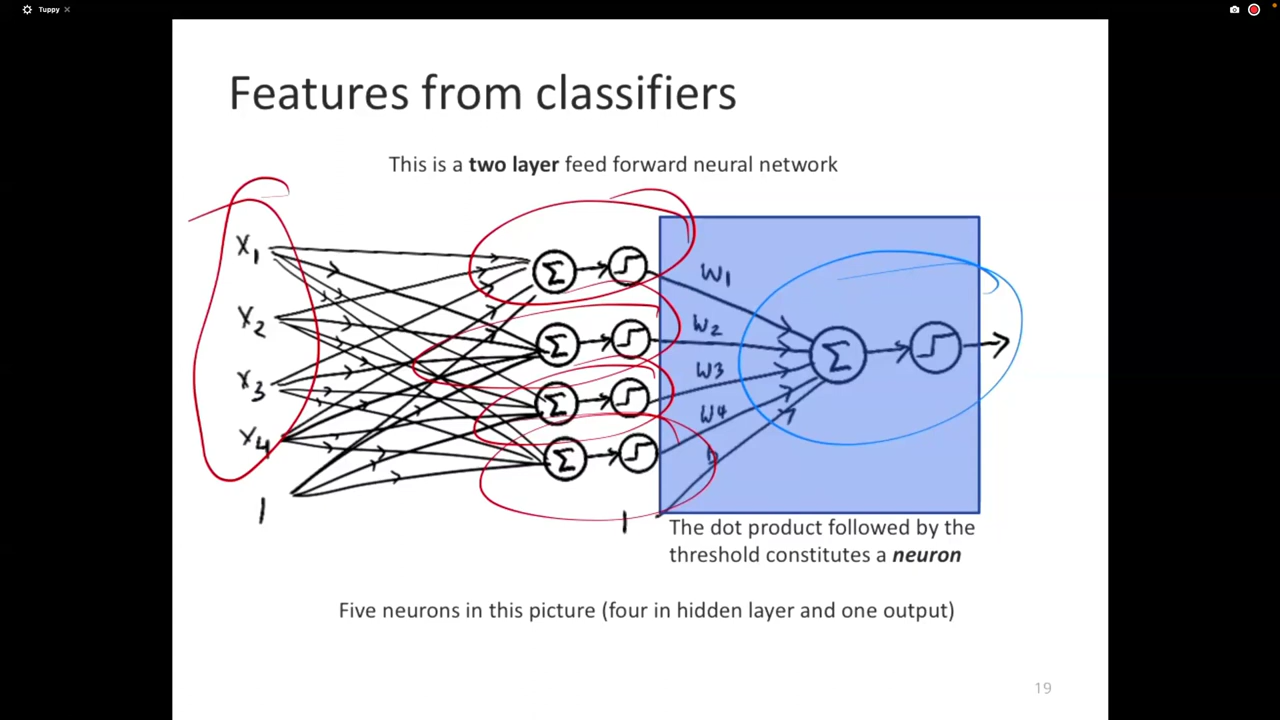 Tuppy
Features from classifiers
This is a two layer feed forward neural network
x1
x2
x3
x4
1
Σ
Σ
Σ
Σ
1
w1
w2
w3
w4
b
Σ
The dot product followed by the
threshold constitutes a neuron
Five neurons in this picture (four in hidden layer and one output)
19